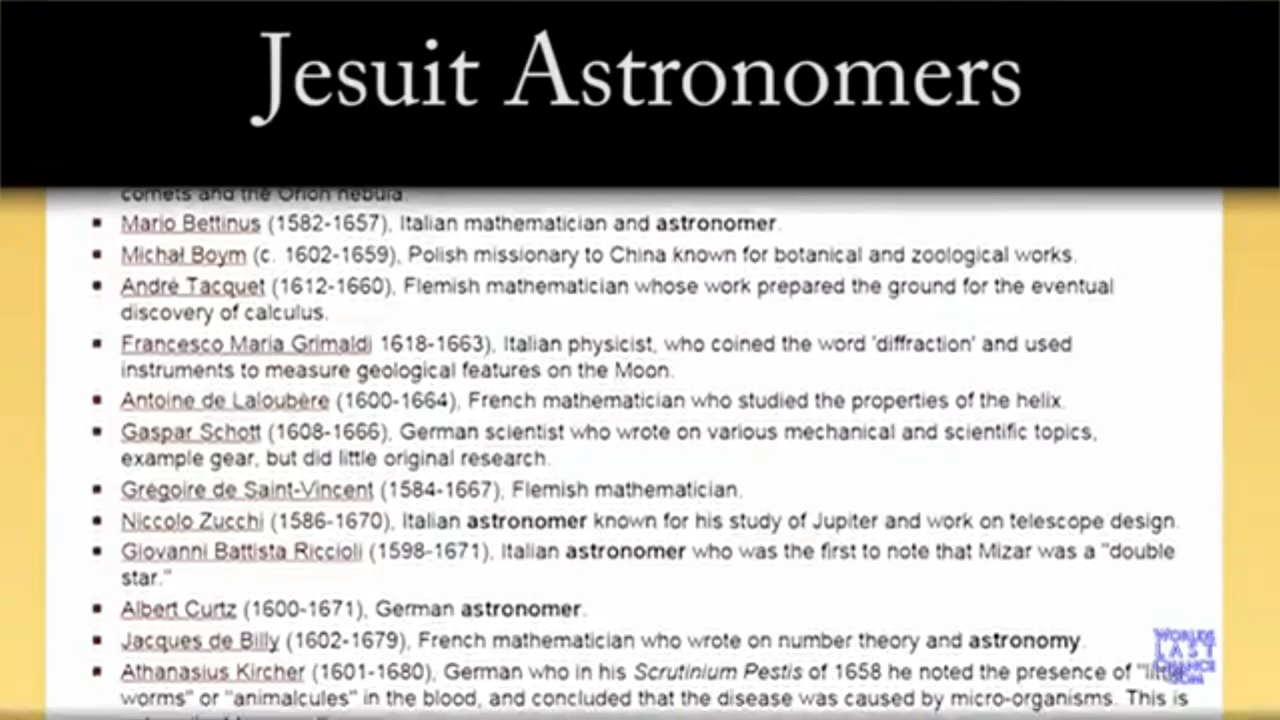 Jesuit Astronomers
comets and the Orion nebula.
▪ Mario Bettinus (1582-1657), Italian mathematician and astronomer.
▪ Michał Boym (c. 1602-1659), Polish missionary to China known for botanical and zoological works.
▪ André Tacquet (1612-1660), Flemish mathematician whose work prepared the ground for the eventual
discovery of calculus.
▪ Francesco Maria Grimaldi 1618-1663), Italian physicist, who coined the word 'diffraction' and used
instruments to measure geological features on the Moon.
▪ Antoine de Laloubère (1600-1664), French mathematician who studied the properties of the helix.
▪ Gaspar Schott (1608-1666), German scientist who wrote on various mechanical and scientific topics,
example gear, but did little original research.
▪ Grégoire de Saint-Vincent (1584-1667), Flemish mathematician.
▪ Niccolo Zucchi (1586-1670), Italian astronomer known for his study of Jupiter and work on telescope design.
▪ Giovanni Battista Riccioli (1598-1671), Italian astronomer who was the first to note that Mizar was a "double
star."
▪ Albert Curtz (1600-1671), German astronomer.
▪ Jacques de Billy (1602-1679), French mathematician who wrote on number theory and astronomy.
▪ Athanasius Kircher (1601-1680), German who in his Scrutinium Pestis of 1658 he noted the presence of "little
worms" or "animalcules" in the blood, and concluded that the disease was caused by micro-organisms. This is
WORLDS
LAST
CHANCE
.COM